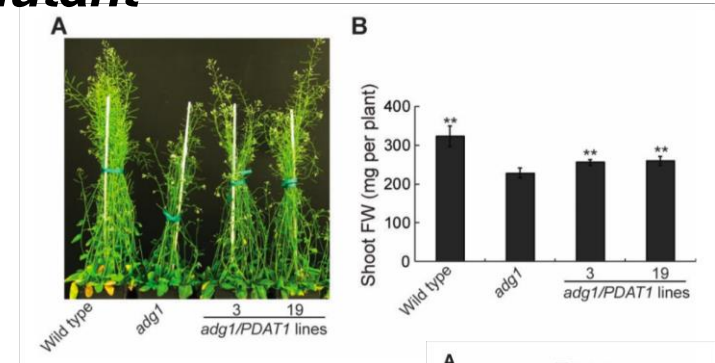 A
B
Wild type
adg1
3 19
adg1/PDAT1 lines
Shoot FW (mg per plant)
400
300
200
100
0
**
**
**
Wild type
adg1
3 19
adg1/PDAT1 lines
A